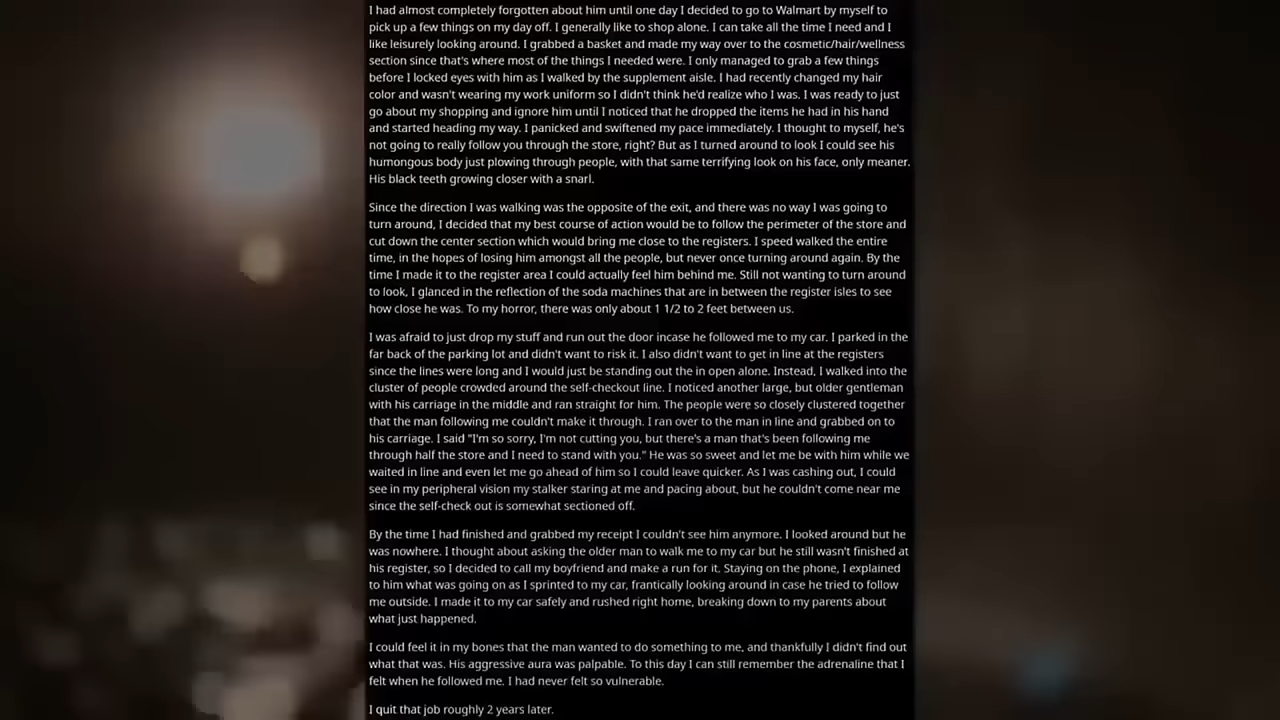 I had almost completely forgotten about him until one day I decided to go to Walmart by myself to
pick up a few things on my day off. I generally like to shop alone. I can take all the time I need and I
like leisurely looking around. I grabbed a basket and made my way over to the cosmetic/hair/wellness
section since that's where most of the things I needed were. I only managed to grab a few things
before I locked eyes with him as I walked by the supplement aisle. I had recently changed my hair
color and wasn't wearing my work uniform so I didn't think he'd realize who I was. I was ready to just
go about my shopping and ignore him until I noticed that he dropped the items he had in his hand
and started heading my way. I panicked and swiftened my pace immediately. I thought to myself, he's
not going to really follow you through the store, right? But as I turned around to look I could see his
humongous body just plowing through people, with that same terrifying look on his face, only meaner.
His black teeth growing closer with a snarl.
Since the direction I was walking was the opposite of the exit, and there was no way I was going to
turn around, I decided that my best course of action would be to follow the perimeter of the store and
cut down the center section which would bring me close to the registers. I speed walked the entire
time, in the hopes of losing him amongst all the people, but never once turning around again. By the
time I made it to the register area I could actually feel him behind me. Still not wanting to turn around
to look, I glanced in the reflection of the soda machines that are in between the register isles to see
how close he was. To my horror, there was only about 1 1/2 to 2 feet between us.
I was afraid to just drop my stuff and run out the door incase he followed me to my car. I parked in the
far back of the parking lot and didn't want to risk it. I also didn't want to get in line at the registers
since the lines were long and I would just be standing out the in open alone. Instead, I walked into the
cluster of people crowded around the self-checkout line. I noticed another large, but older gentleman
with his carriage in the middle and ran straight for him. The people were so closely clustered together
that the man following me couldn't make it through. I ran over to the man in line and grabbed on to
his carriage. I said "I'm so sorry, I'm not cutting you, but there's a man that's been following me
through half the store and I need to stand with you." He was so sweet and let me be with him while we
waited in line and even let me go ahead of him so I could leave quicker. As I was cashing out, I could
see in my peripheral vision my stalker staring at me and pacing about, but he couldn't come near me
since the self-check out is somewhat sectioned off.
By the time I had finished and grabbed my receipt I couldn't see him anymore. I looked around but he
was nowhere. I thought about asking the older man to walk me to my car but he still wasn't finished at
his register, so I decided to call my boyfriend and make a run for it. Staying on the phone, I explained
to him what was going on as I sprinted to my car, frantically looking around in case he tried to follow
me outside. I made it to my car safely and rushed right home, breaking down to my parents about
what just happened.
I could feel it in my bones that the man wanted to do something to me, and thankfully I didn't find out
what that was. His aggressive aura was palpable. To this day I can still remember the adrenaline that I
felt when he followed me. I had never felt so vulnerable.
I quit that job roughly 2 years later.